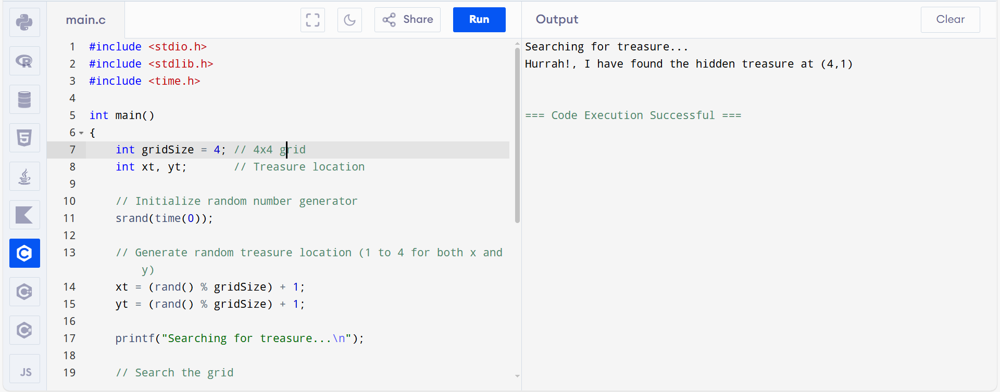 main.c
Share
Run
Output
Clear
1 #include <stdio.h>
2 #include <stdlib.h>
3 #include <time.h>
4
5 int main()
6 {
7     int gridSize = 4; // 4x4 grid
8     int xt, yt;       // Treasure location
9
10     // Initialize random number generator
11     srand(time(0));
12
13     // Generate random treasure location (1 to 4 for both x and
y)
14     xt = (rand() % gridSize) + 1;
15     yt = (rand() % gridSize) + 1;
16
17     printf("Searching for treasure...\n");
18
19     // Search the grid
Searching for treasure...
Hurrah!, I have found the hidden treasure at (4,1)
=== Code Execution Successful ===
R
5
C
C++
C#
JS